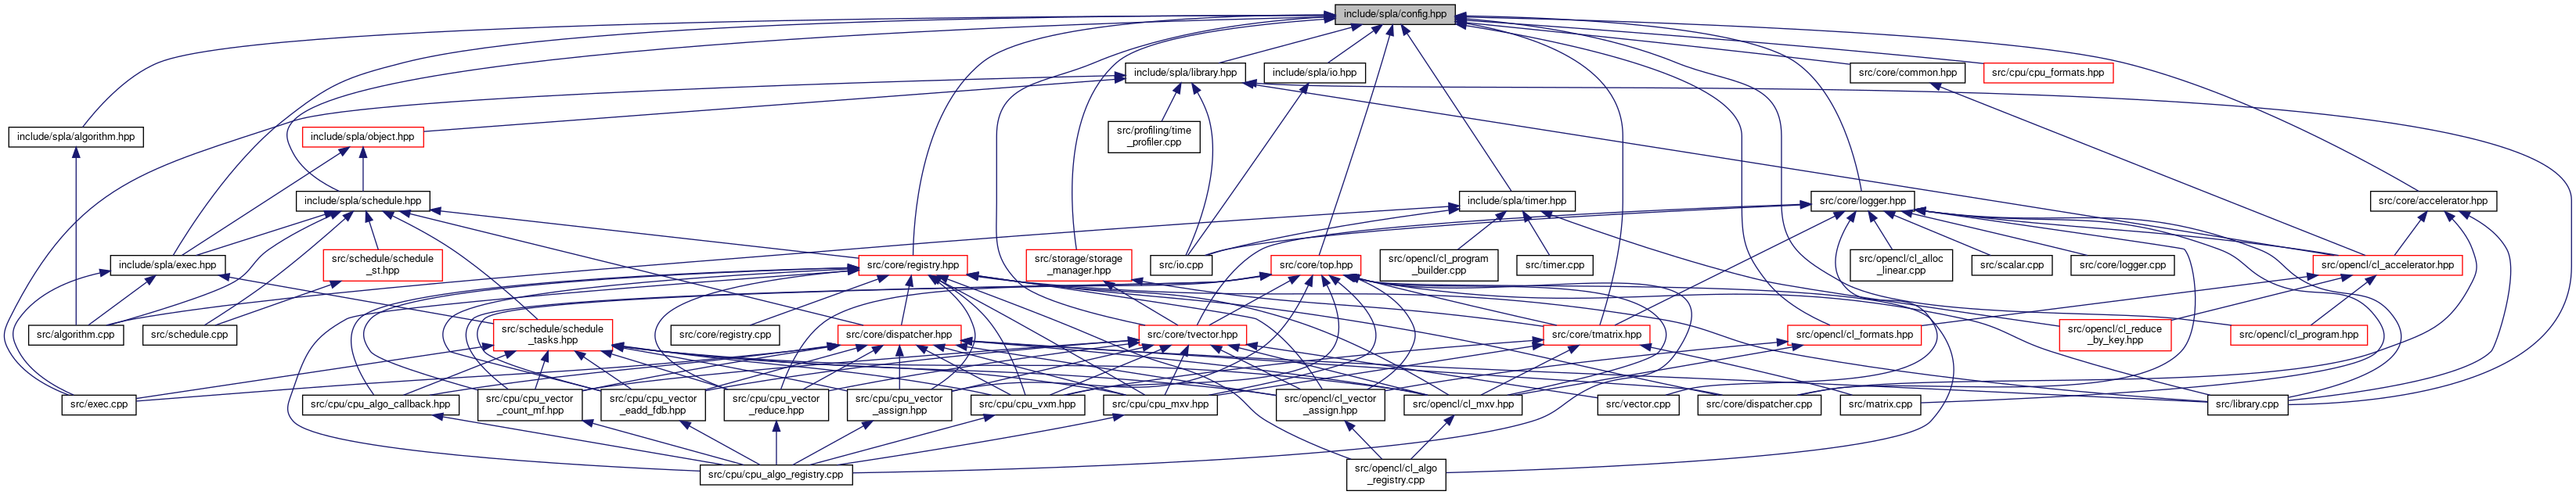 include/spla/config.hpp
include/spla/library.hpp
include/spla/io.hpp
src/core/common.hpp
src/cpu/cpu_formats.hpp
include/spla/algorithm.hpp
include/spla/object.hpp
src/profiling/time
_profiler.cpp
include/spla/schedule.hpp
include/spla/timer.hpp
src/core/logger.hpp
src/core/accelerator.hpp
include/spla/exec.hpp
src/schedule/schedule
_st.hpp
src/core/registry.hpp
src/storage/storage
_manager.hpp
src/io.cpp
src/core/top.hpp
src/opencl/cl_program
_builder.cpp
src/timer.cpp
src/opencl/cl_alloc
_linear.cpp
src/scalar.cpp
src/core/logger.cpp
src/opencl/cl_accelerator.hpp
src/algorithm.cpp
src/schedule.cpp
src/schedule/schedule
_tasks.hpp
src/core/registry.cpp
src/core/dispatcher.hpp
src/core/tvector.hpp
src/core/tmatrix.hpp
src/opencl/cl_formats.hpp
src/opencl/cl_reduce
_by_key.hpp
src/opencl/cl_program.hpp
src/exec.cpp
src/cpu/cpu_algo_callback.hpp
src/cpu/cpu_vector
_count_mf.hpp
src/cpu/cpu_vector
_eadd_fdb.hpp
src/cpu/cpu_vector
_reduce.hpp
src/cpu/cpu_vector
_assign.hpp
src/cpu/cpu_vxm.hpp
src/cpu/cpu_mxv.hpp
src/opencl/cl_vector
_assign.hpp
src/opencl/cl_mxv.hpp
src/vector.cpp
src/core/dispatcher.cpp
src/matrix.cpp
src/library.cpp
src/cpu/cpu_algo_registry.cpp
src/opencl/cl_algo
_registry.cpp